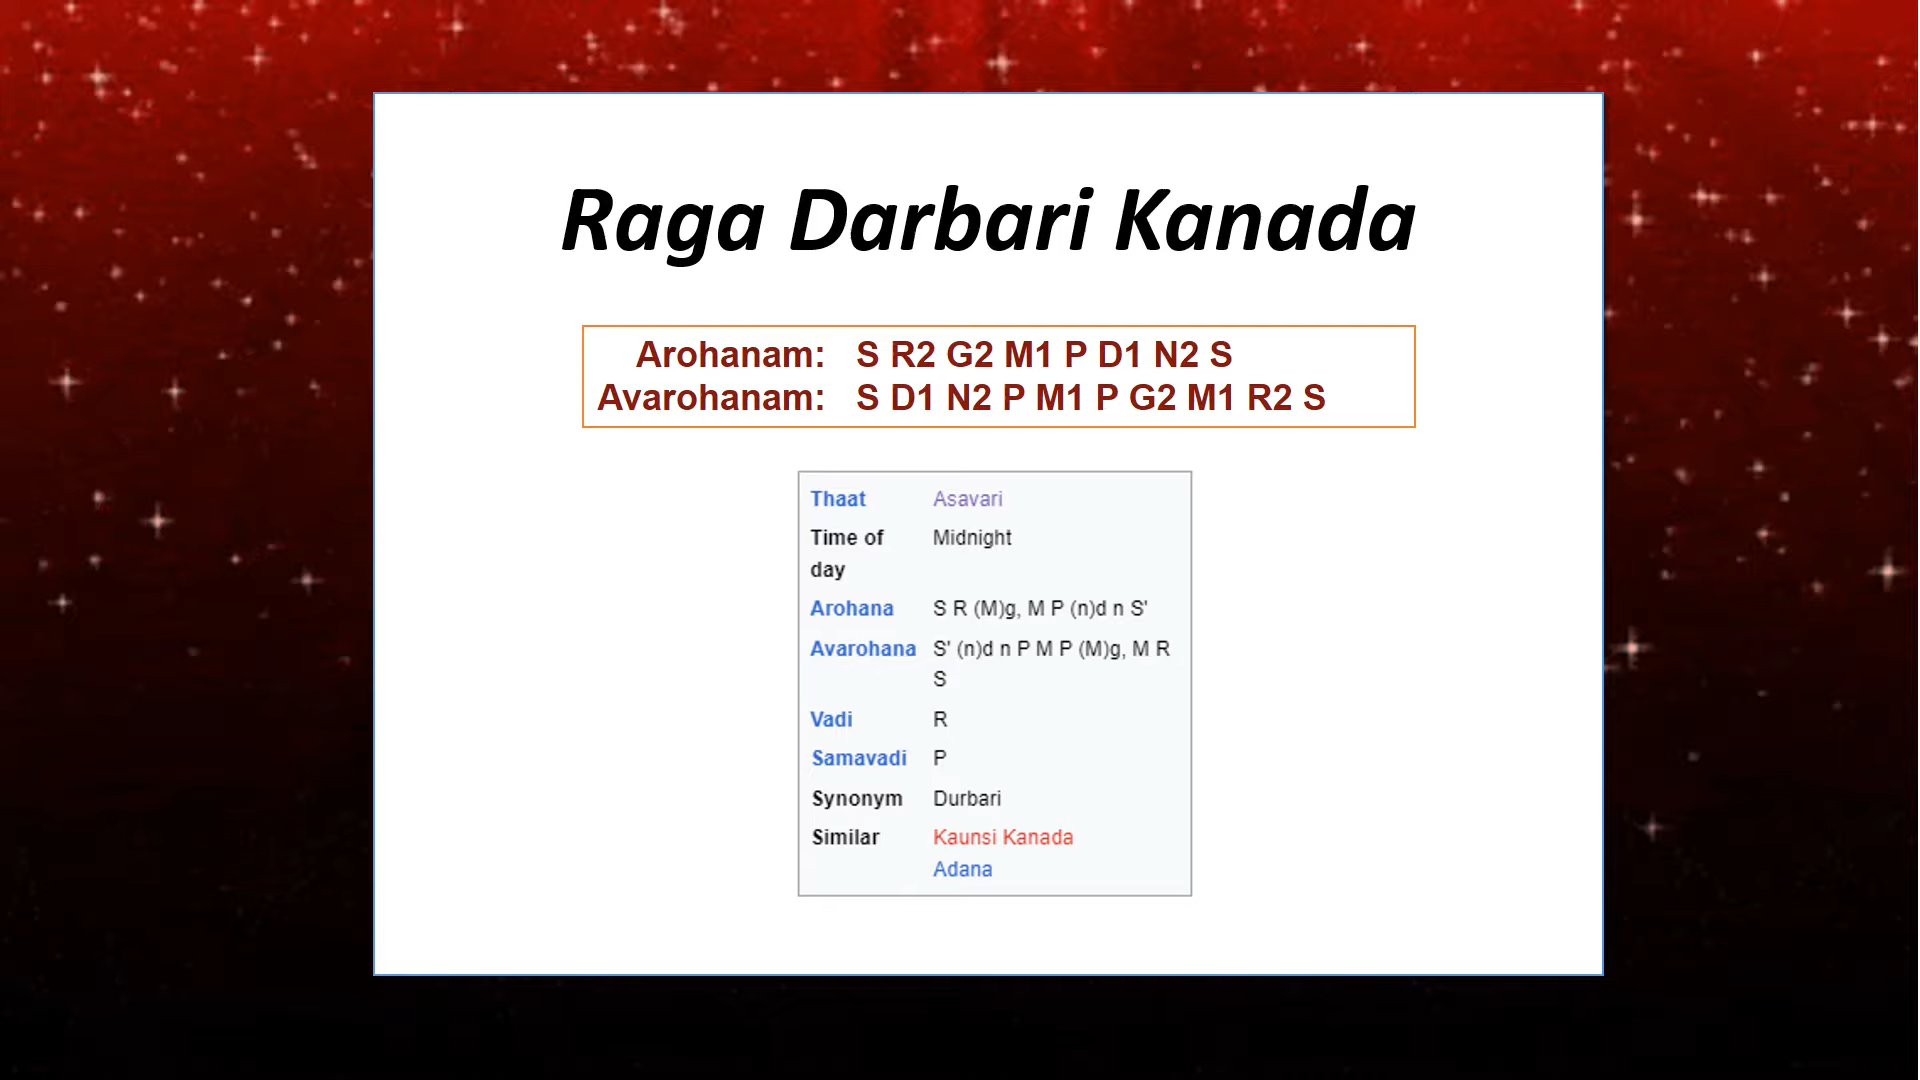 Raga Darbari Kanada
Arohanam: S R2 G2 M1 P D1 N2 S
Avarohanam: S D1 N2 P M1 P G2 M1 R2 S
Thaat Asavari
Time of Midnight
day
Arohana S R (M)g, M P (n)d n S'
Avarohana S' (n)d n P M P (M)g, M R
S
Vadi R
Samavadi P
Synonym Durbari
Similar Kaunsi Kanada
Adana